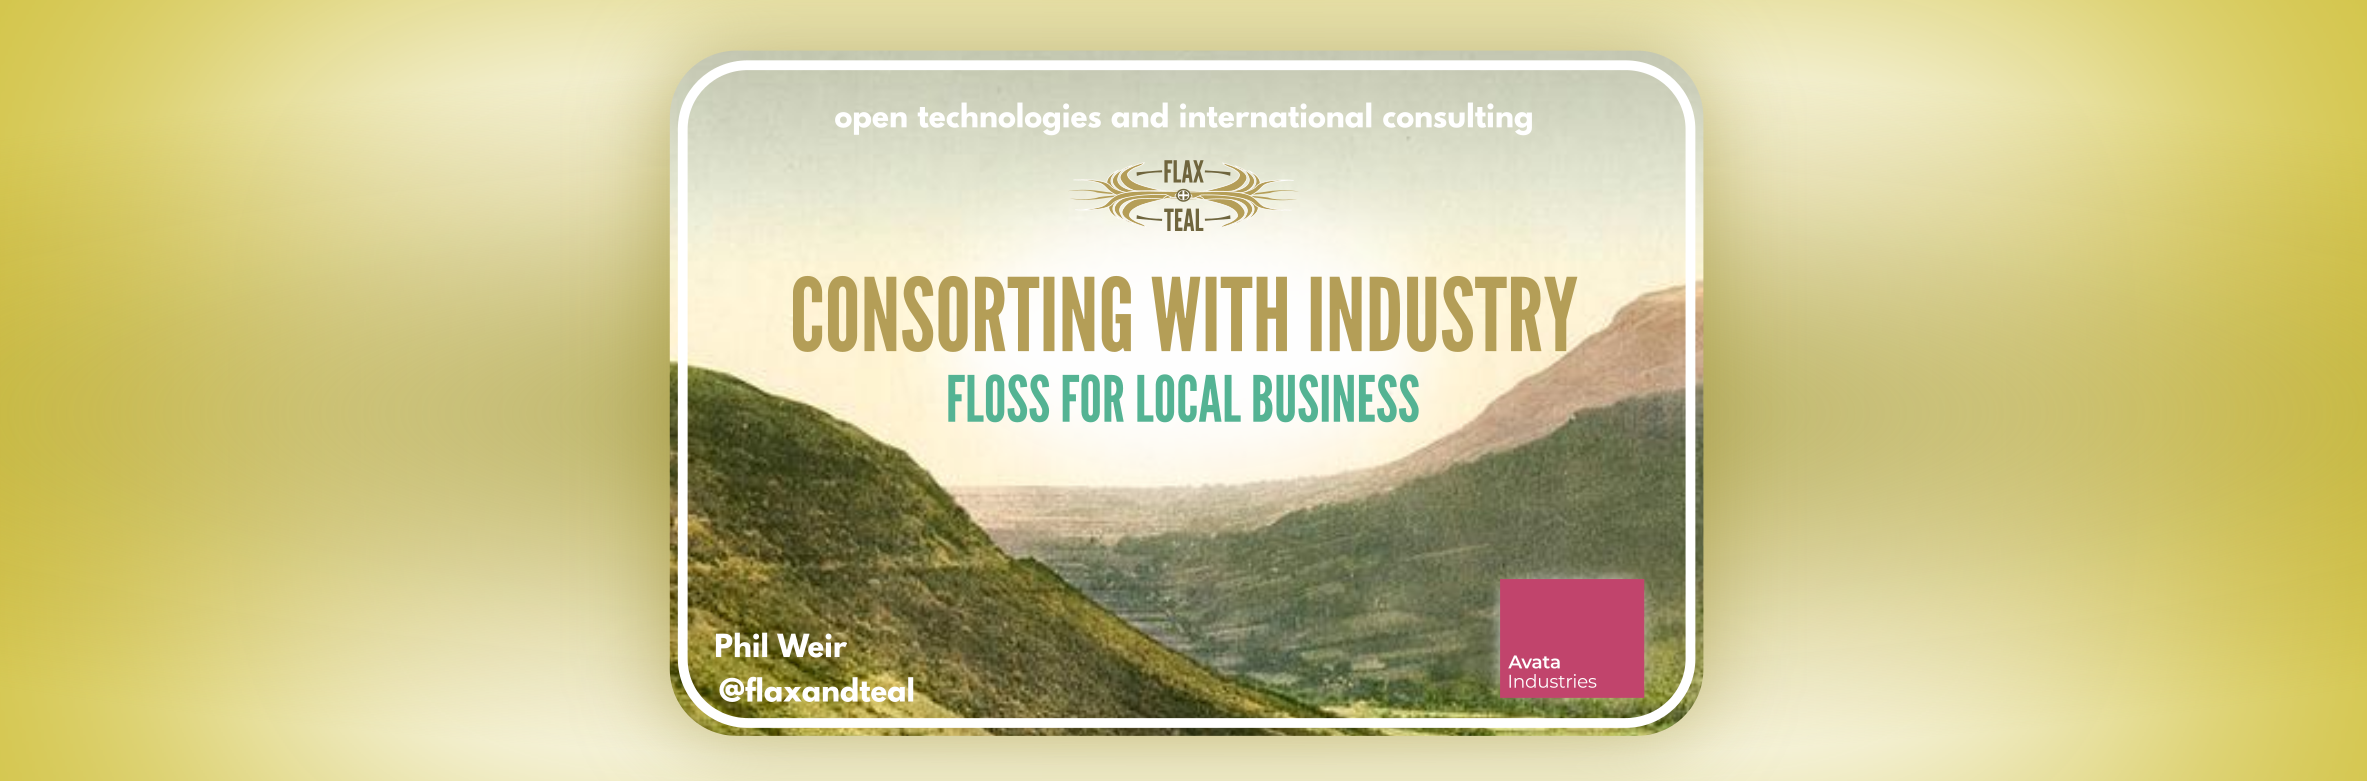 open technologies and international consulting
FLAX
TEAL
CONSORTING WITH INDUSTRY
FLOSS FOR LOCAL BUSINESS
Phil Weir
@flaxandteal
Avata
Industries